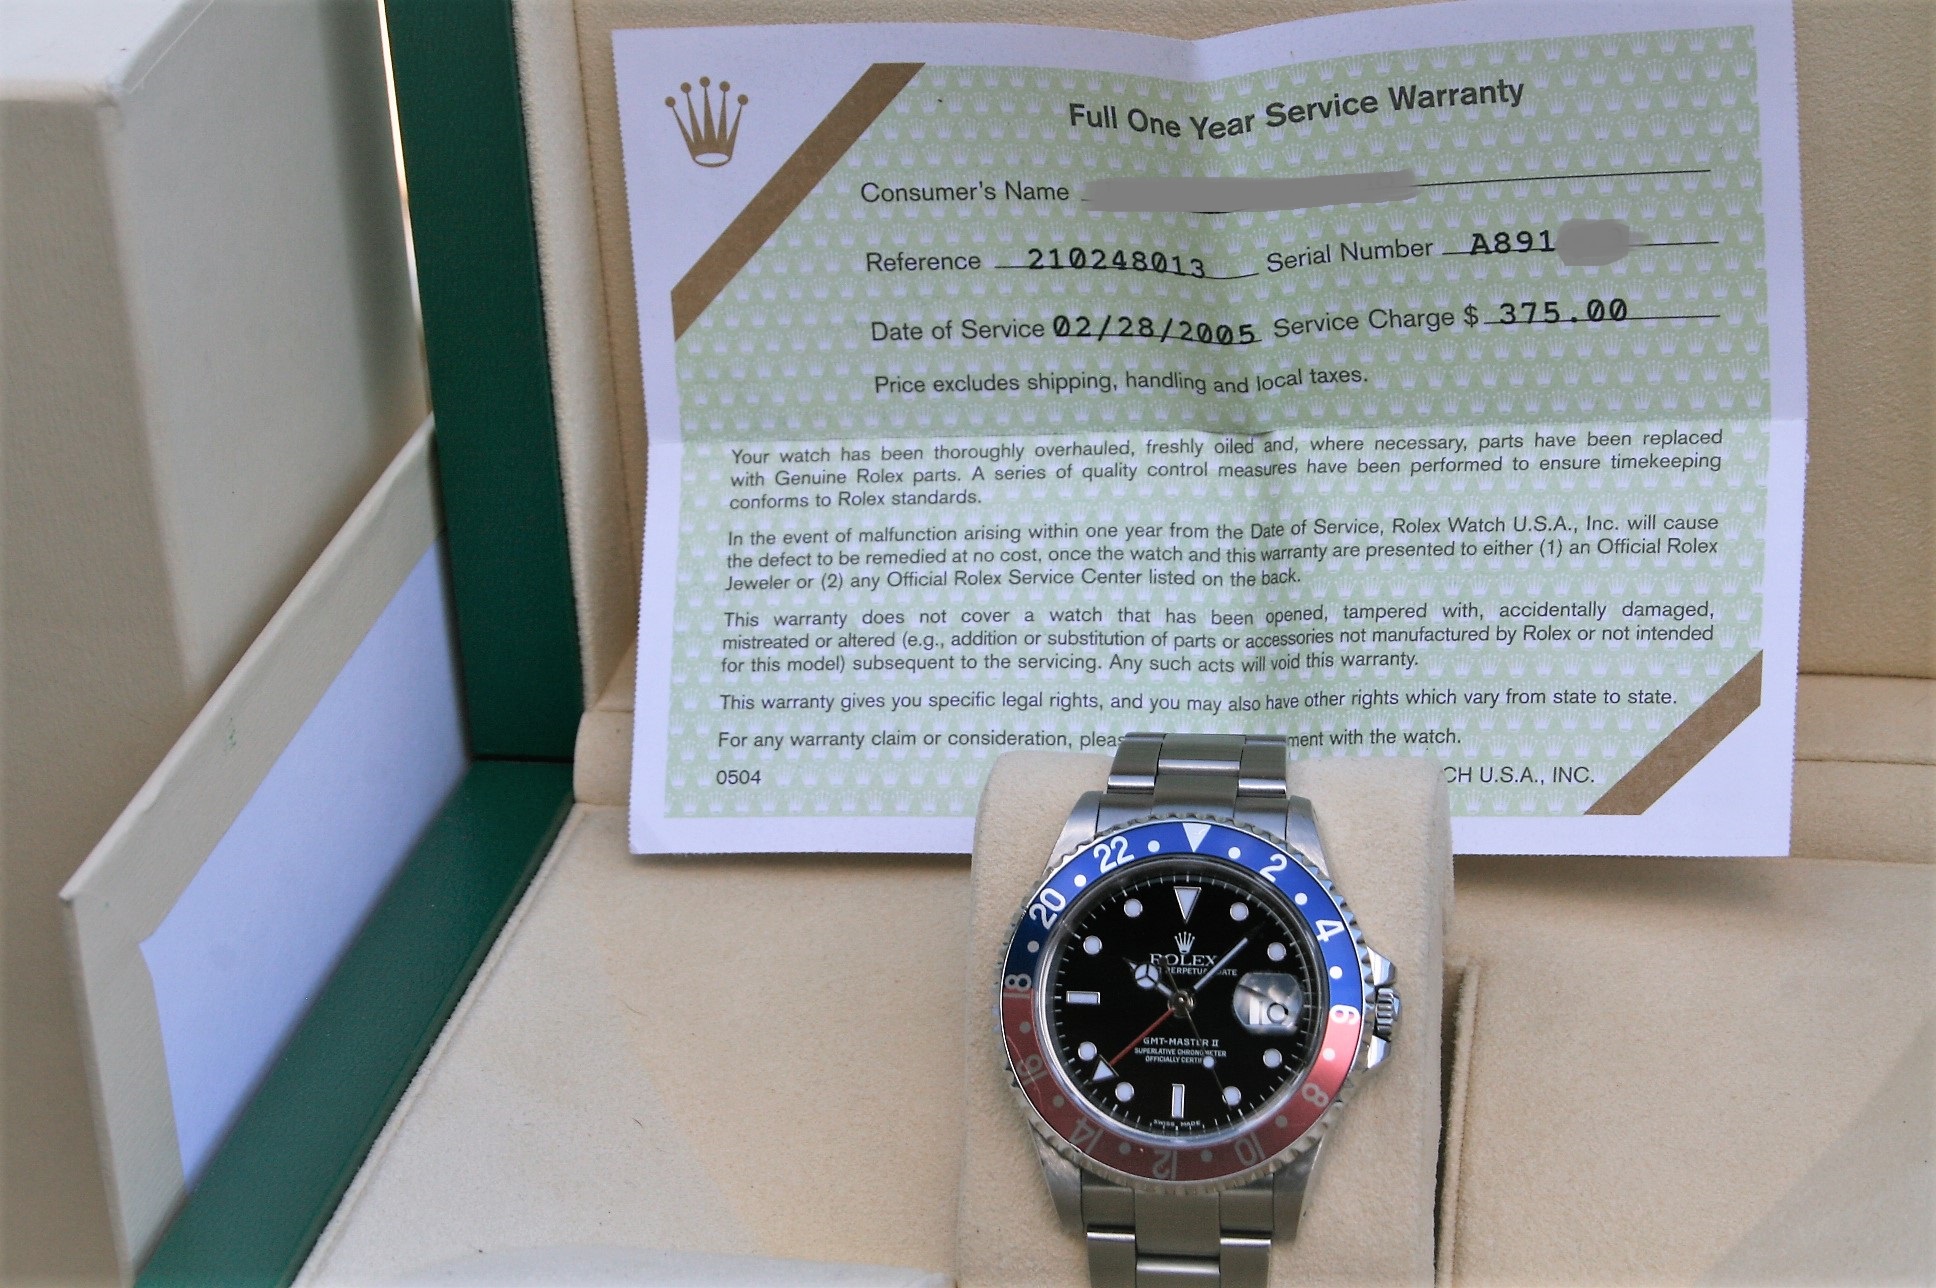 Full One Year Service Warranty
Consumer's Name
Reference 210248013 Serial Number A891
Date of Service 02/28/2005 Service Charge $ 375.00
Price excludes shipping, handling and local taxes.
Your watch has been thoroughly overhauled, freshly oiled and, where necessary, parts have been replaced
with Genuine Rolex parts. A series of quality control measures have been performed to ensure timekeeping
conforms to Rolex standards.
In the event of malfunction arising within one year from the Date of Service, Rolex Watch U.S.A., Inc. will cause
the defect to be remedied at no cost, once the watch and this warranty are presented to either (1) an Official Rolex
Jeweler or (2) any Official Rolex Service Center listed on the back.
This warranty does not cover a watch that has been opened, tampered with, accidentally damaged,
mistreated or altered (e.g., addition or substitution of parts or accessories not manufactured by Rolex or not intended
for this model) subsequent to the servicing. Any such acts will void this warranty.
This warranty gives you specific legal rights, and you may also have other rights which vary from state to state.
For any warranty claim or consideration, pleas ment with the watch.
0504 CH U.S.A., INC.
22 2 4 6 8 10 12 14 16 18 20
ROLEX
PERPETU DATE
GMT-MASTER II
SUPERLATIVE CHRONOMETER
OFFICIALLY CERTI
SWISS MADE